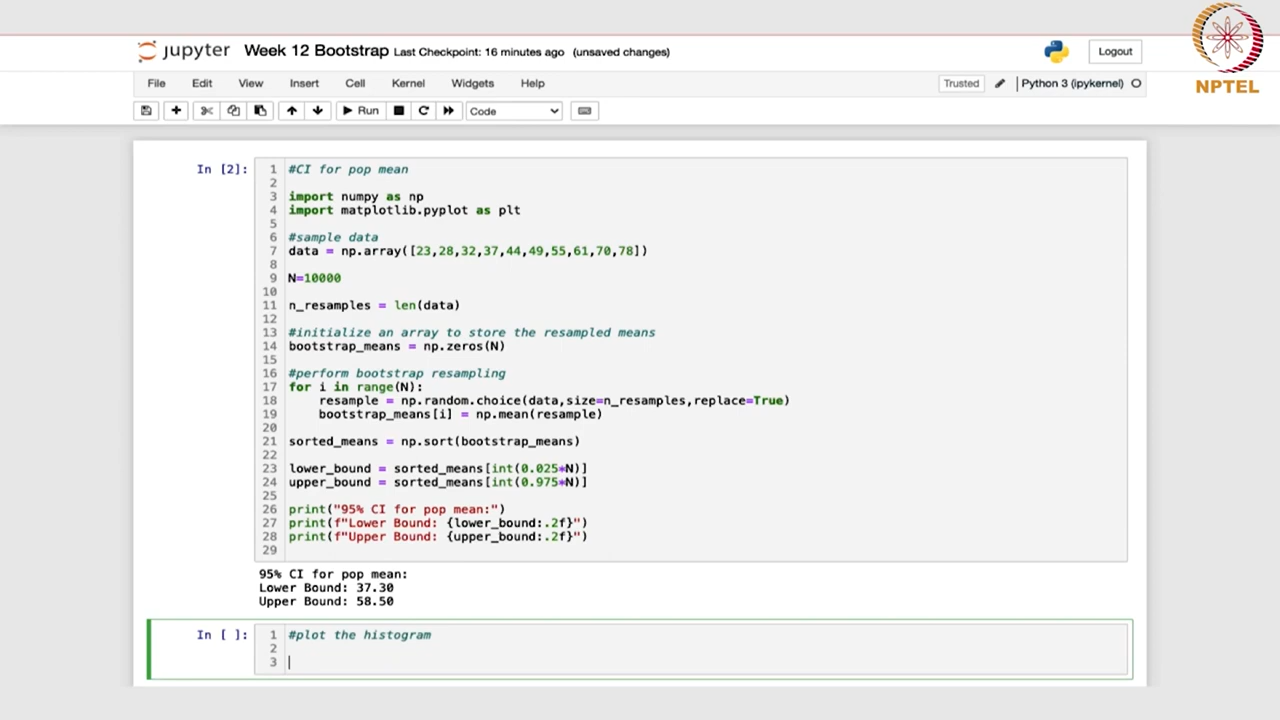 NPTEL
jupyter Week 12 Bootstrap Last Checkpoint: 16 minutes ago (unsaved changes)
Logout
File Edit View Insert Cell Kernel Widgets Help
Trusted Python 3 (ipykernel)
Run Code
In [2]:
1 #CI for pop mean
2
3 import numpy as np
4 import matplotlib.pyplot as plt
5
6 #sample data
7 data = np.array([23,28,32,37,44,49,55,61,70,78])
8
9 N=10000
10
11 n_resamples = len(data)
12
13 #initialize an array to store the resampled means
14 bootstrap_means = np.zeros(N)
15
16 #perform bootstrap resampling
17 for i in range(N):
18     resample = np.random.choice(data,size=n_resamples,replace=True)
19     bootstrap_means[i] = np.mean(resample)
20
21 sorted_means = np.sort(bootstrap_means)
22
23 lower_bound = sorted_means[int(0.025*N)]
24 upper_bound = sorted_means[int(0.975*N)]
25
26 print("95% CI for pop mean:")
27 print(f"Lower Bound: {lower_bound:.2f}")
28 print(f"Upper Bound: {upper_bound:.2f}")
29
95% CI for pop mean:
Lower Bound: 37.30
Upper Bound: 58.50
In [ ]:
1 #plot the histogram
2
3